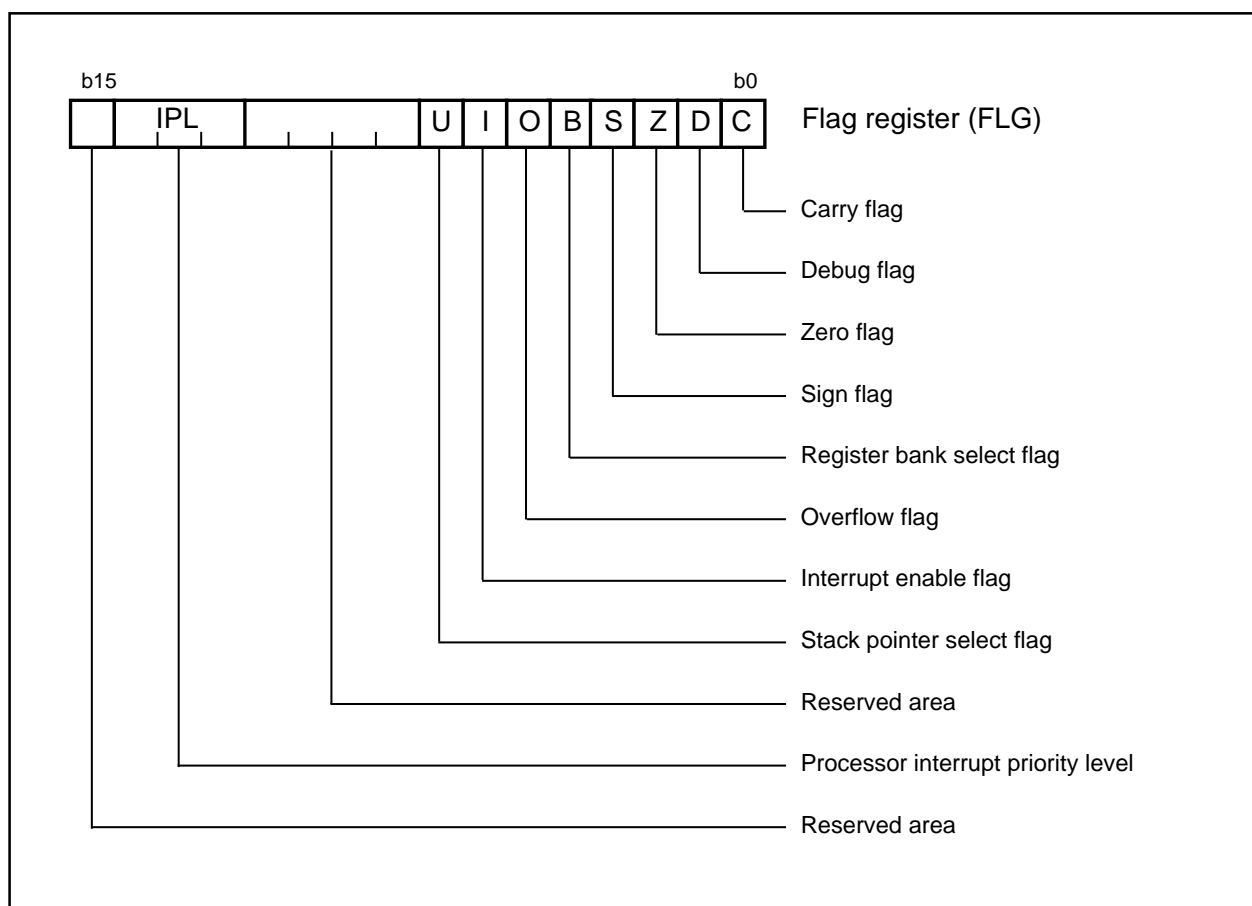 b15
b0
IPL
U I O B S Z D C
Flag register (FLG)
Carry flag
Debug flag
Zero flag
Sign flag
Register bank select flag
Overflow flag
Interrupt enable flag
Stack pointer select flag
Reserved area
Processor interrupt priority level
Reserved area